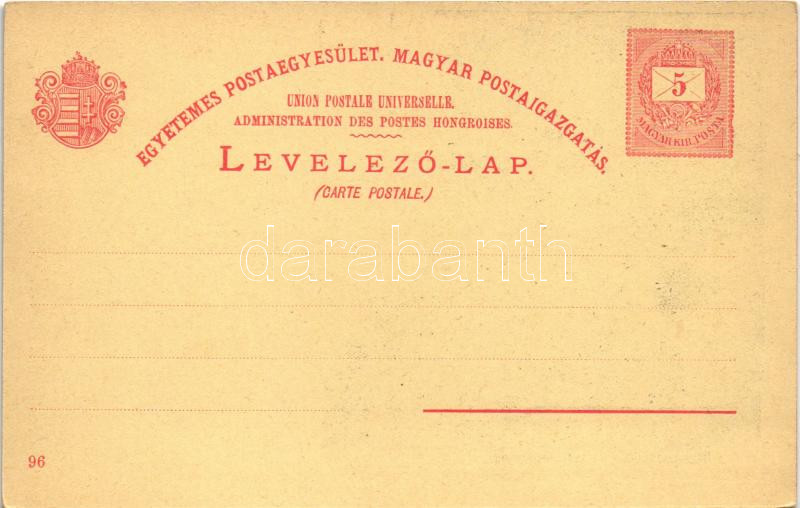 EGYETEMES POSTAEGYESÜLET. MAGYAR POSTAIGAZGATÁS.
UNION POSTALE UNIVERSELLE.
ADMINISTRATION DES POSTES HONGROISES.
LEVELEZŐ-LAP.
(CARTE POSTALE.)
5
MAGYAR KIR. POSTA
darabanth
96